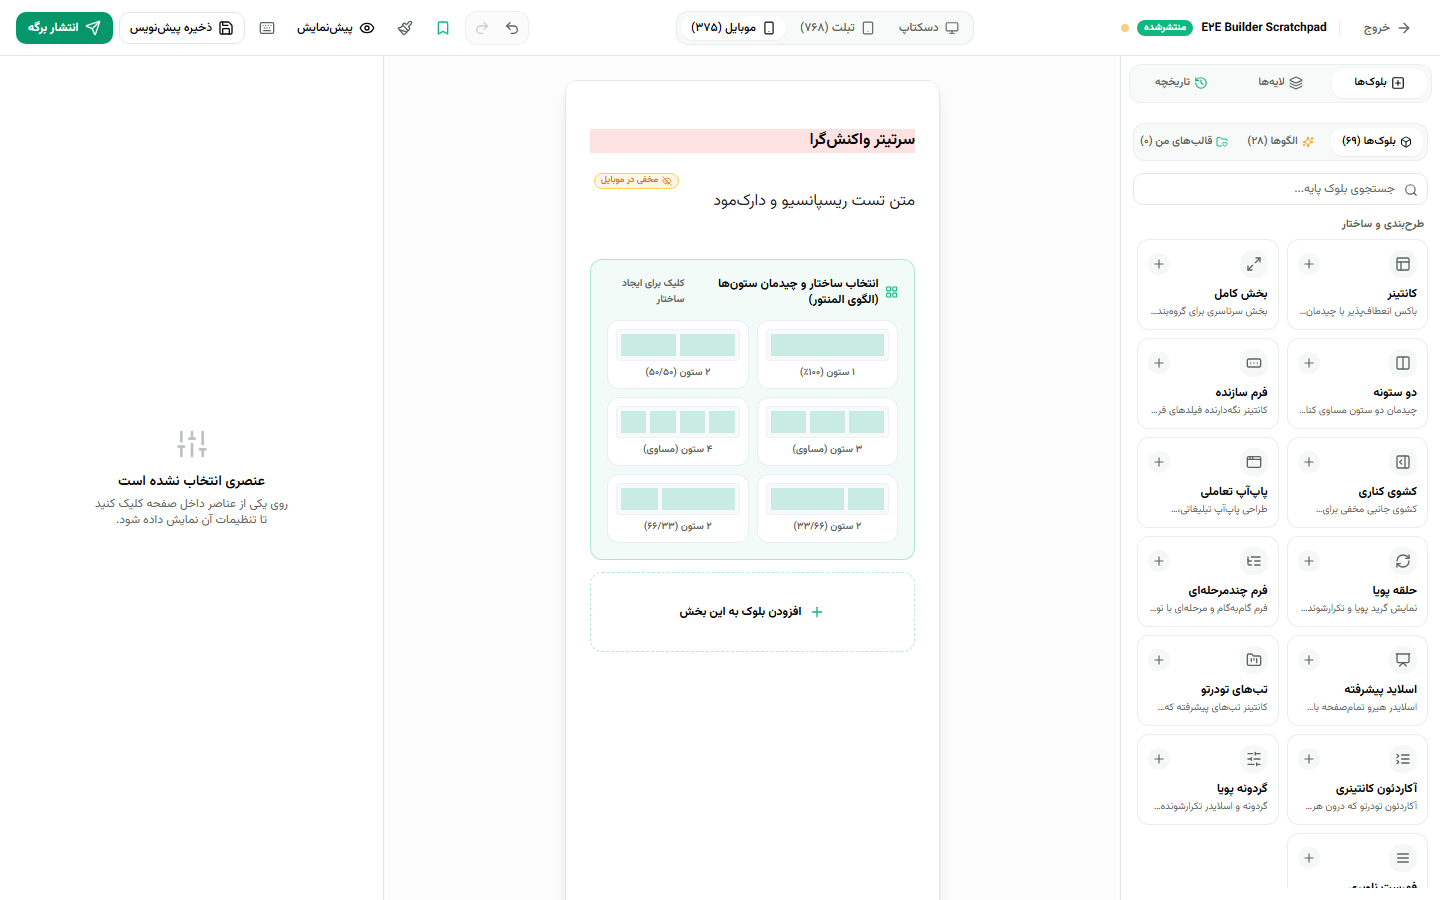 خروج
E۲E Builder Scratchpad
منتشرشده
دسکتاپ
تبلت (۷۶۸)
موبایل (۳۷۵)
پیش‌نمایش
ذخیره پیش‌نویس
انتشار برگه
بلوک‌ها
لایه‌ها
تاریخچه
بلوک‌ها (۶۹)
الگوها (۲۸)
قالب‌های من (۰)
جستجوی بلوک پایه...
طرح‌بندی و ساختار
کانتینر
باکس انعطاف‌پذیر با چیدمان...
بخش کامل
بخش سرتاسری برای گروه‌بند...
دو ستونه
چیدمان دو ستون مساوی کنا...
فرم سازنده
کانتینر نگه‌دارنده فیلدهای فر...
کشوی کناری
کشوی جانبی مخفی برای...
پاپ‌آپ تعاملی
طراحی پاپ‌آپ تبلیغاتی،...
حلقه پویا
نمایش گرید پویا و تکرارشوند...
فرم چندمرحله‌ای
فرم گام‌به‌گام و مرحله‌ای با نو...
اسلاید پیشرفته
اسلایدر هیرو تمام‌صفحه با...
تب‌های تودرتو
کانتینر تب‌های پیشرفته که...
آکاردئون کانتینری
آکاردئون تودرتو که درون هر...
گردونه پویا
گردونه و اسلایدر تکرارشونده...
سرتیتر واکنش‌گرا
مخفی در موبایل
متن تست ریسپانسیو و دارک‌مود
انتخاب ساختار و چیدمان ستون‌ها
(الگوی المنتور)
کلیک برای ایجاد
ساختار
۱ ستون (۱۰۰٪)
۲ ستون (۵۰/۵۰)
۳ ستون (مساوی)
۴ ستون (مساوی)
۲ ستون (۳۳/۶۶)
۲ ستون (۶۶/۳۳)
افزودن بلوک به این بخش
عنصری انتخاب نشده است
روی یکی از عناصر داخل صفحه کلیک کنید
تا تنظیمات آن نمایش داده شود.